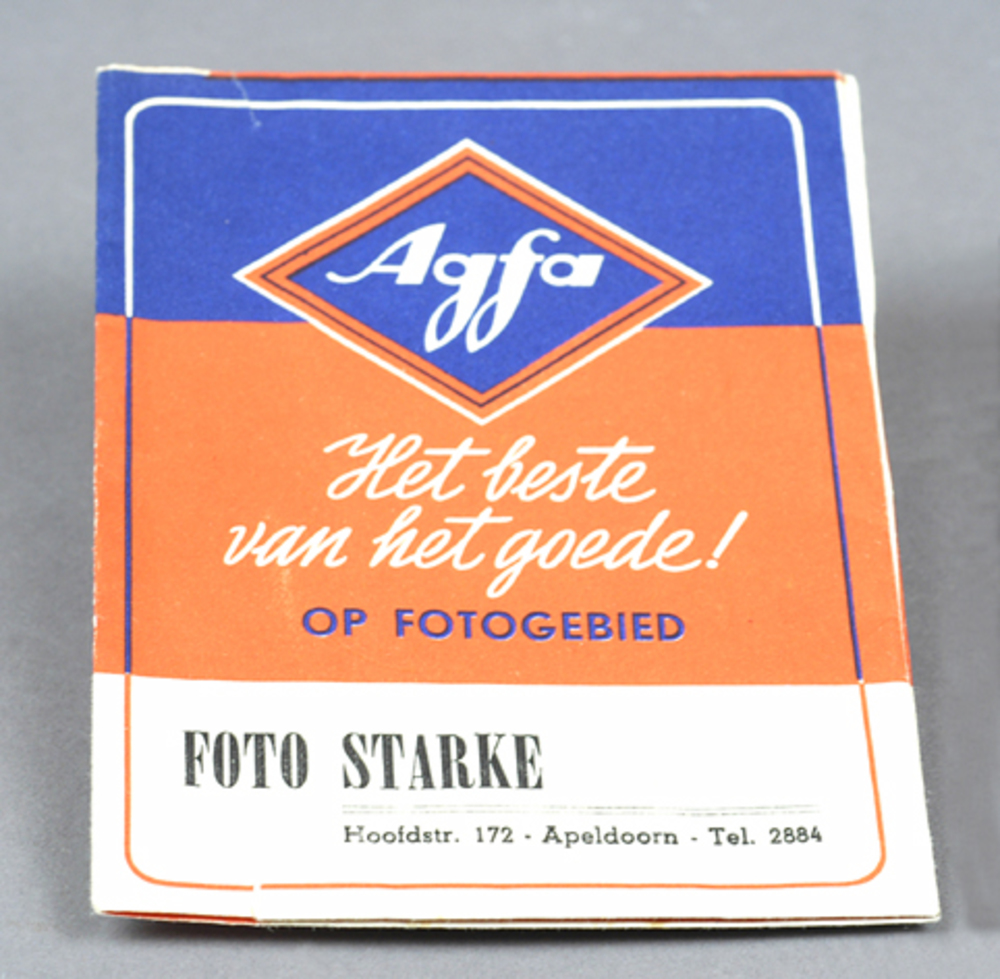 Agfa
Het beste
van het goede!
OP FOTOGEBIED
FOTO STARKE
Hoofdstr. 172 - Apeldoorn - Tel. 2884